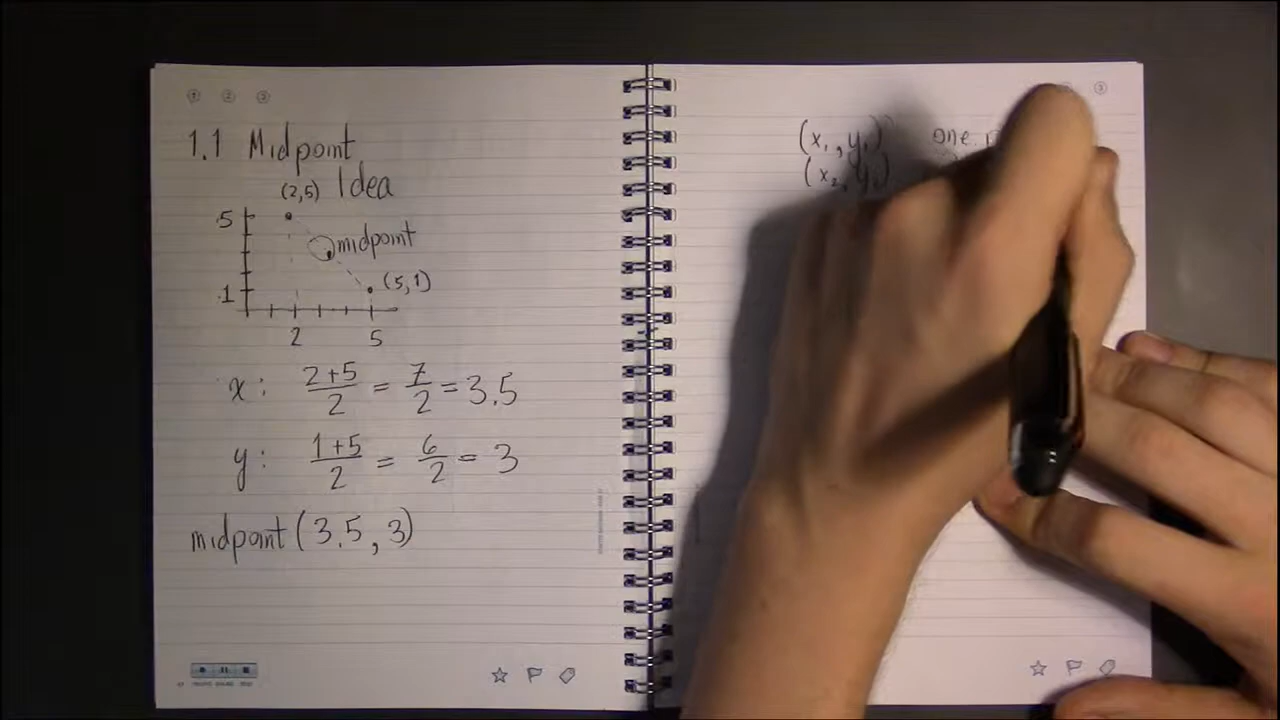 1.1 Midpoint
Idea
(2,5)
5
midpoint
(5,1)
1
2 5
x: 2+5/2 = 7/2 = 3.5
y: 1+5/2 = 6/2 = 3
midpoint (3.5, 3)
(x₁, y₁) one
(x₂, y₂)